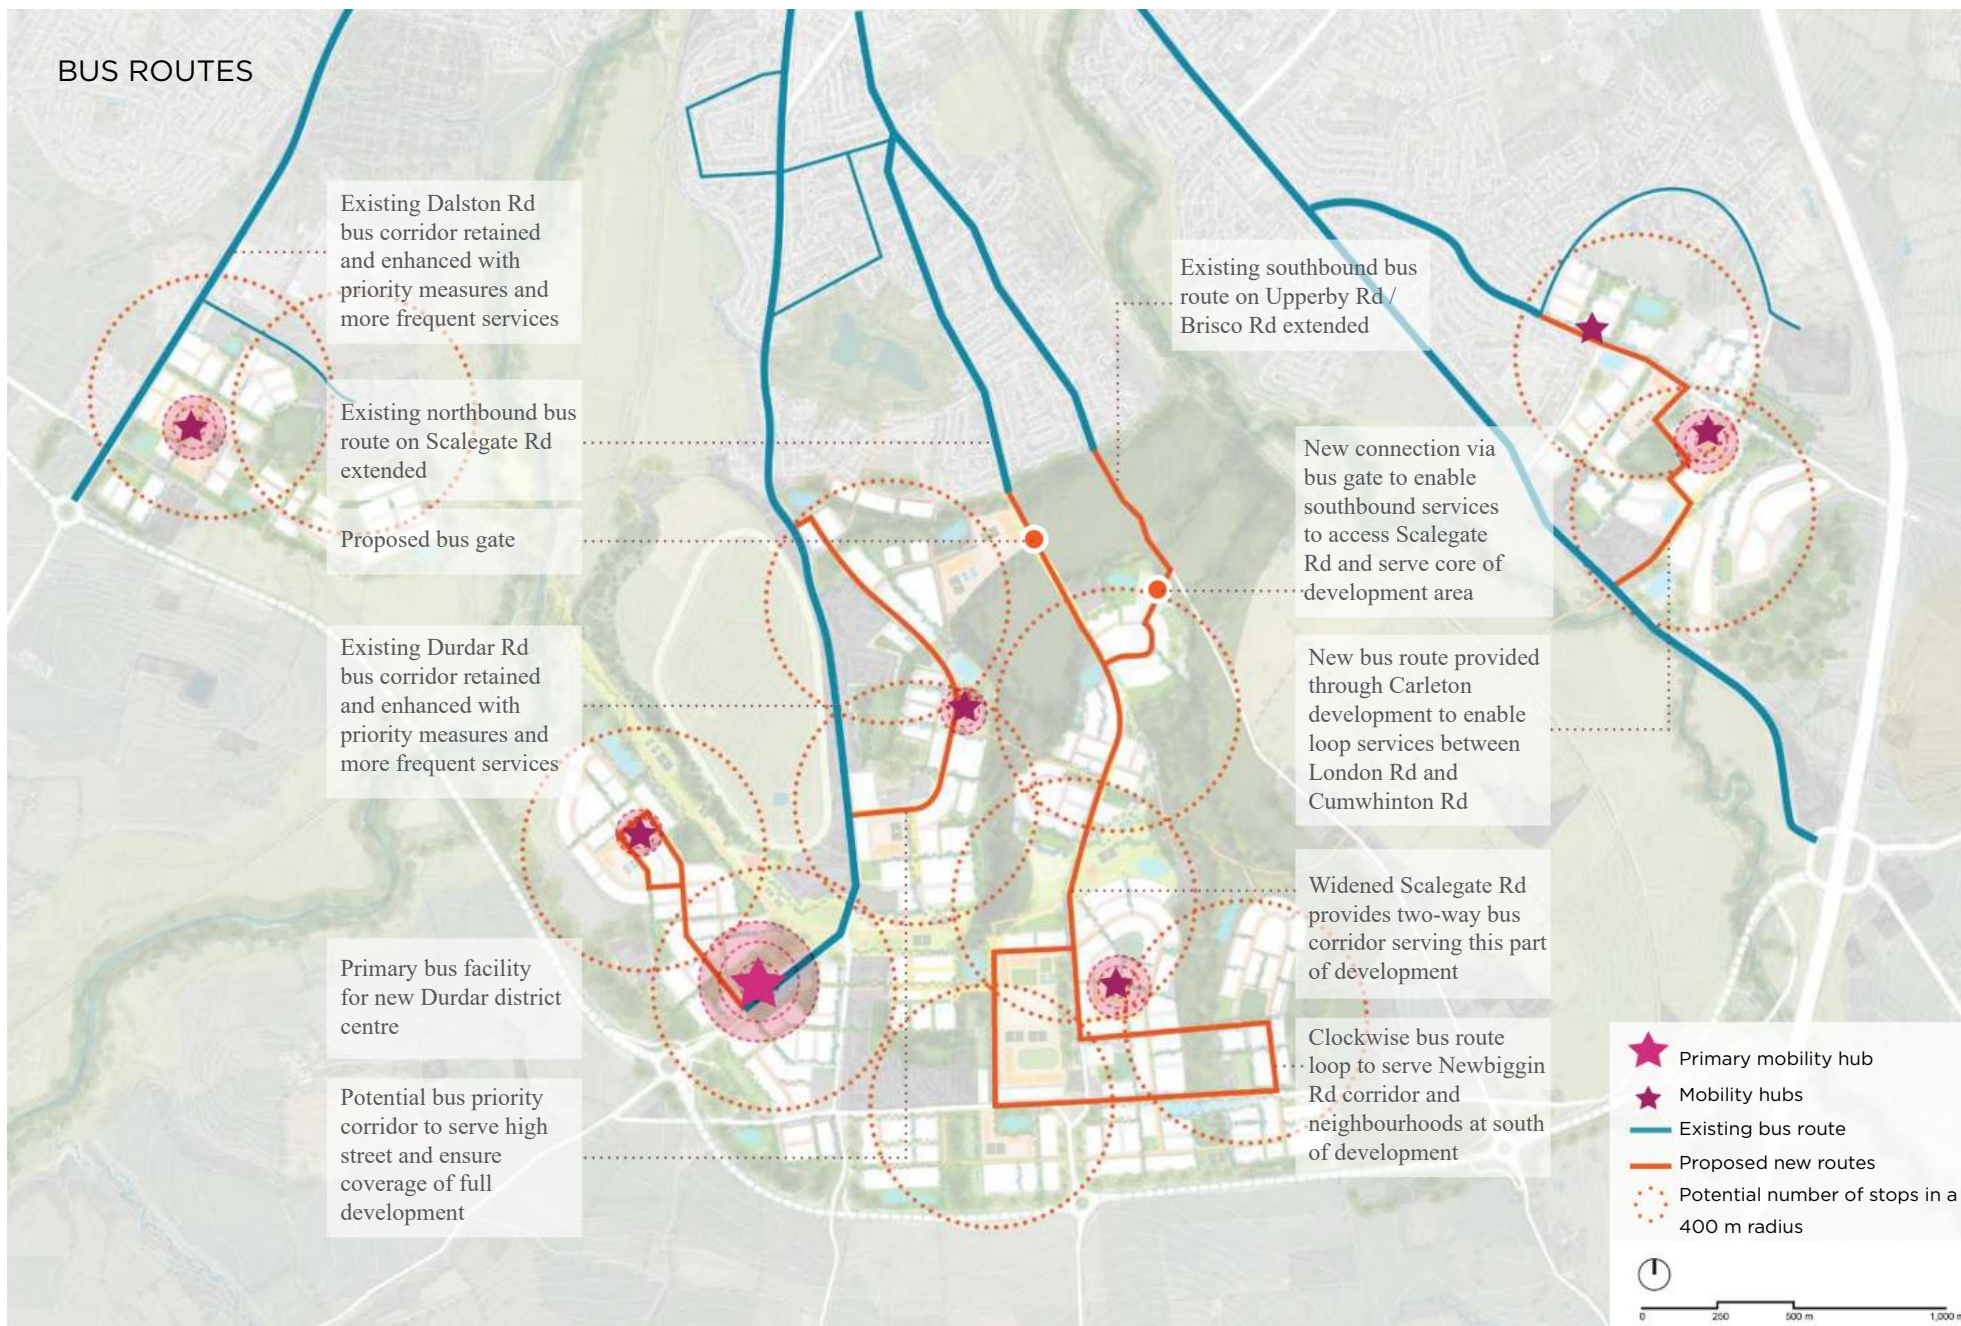 BUS ROUTES
Existing Dalston Rd
bus corridor retained
and enhanced with
priority measures and
more frequent services
Existing northbound bus
route on Scalegate Rd
extended
Proposed bus gate
Existing Durdar Rd
bus corridor retained
and enhanced with
priority measures and
more frequent services
Primary bus facility
for new Durdar district
centre
Potential bus priority
corridor to serve high
street and ensure
coverage of full
development
Existing southbound bus
route on Upperby Rd /
Brisco Rd extended
New connection via
bus gate to enable
southbound services
to access Scalegate
Rd and serve core of
development area
New bus route provided
through Carleton
development to enable
loop services between
London Rd and
Cumwhinton Rd
Widened Scalegate Rd
provides two-way bus
corridor serving this part
of development
Clockwise bus route
loop to serve Newbiggin
Rd corridor and
neighbourhoods at south
of development
Primary mobility hub
Mobility hubs
Existing bus route
Proposed new routes
Potential number of stops in a
400 m radius
0 250 500 m 1,000 m